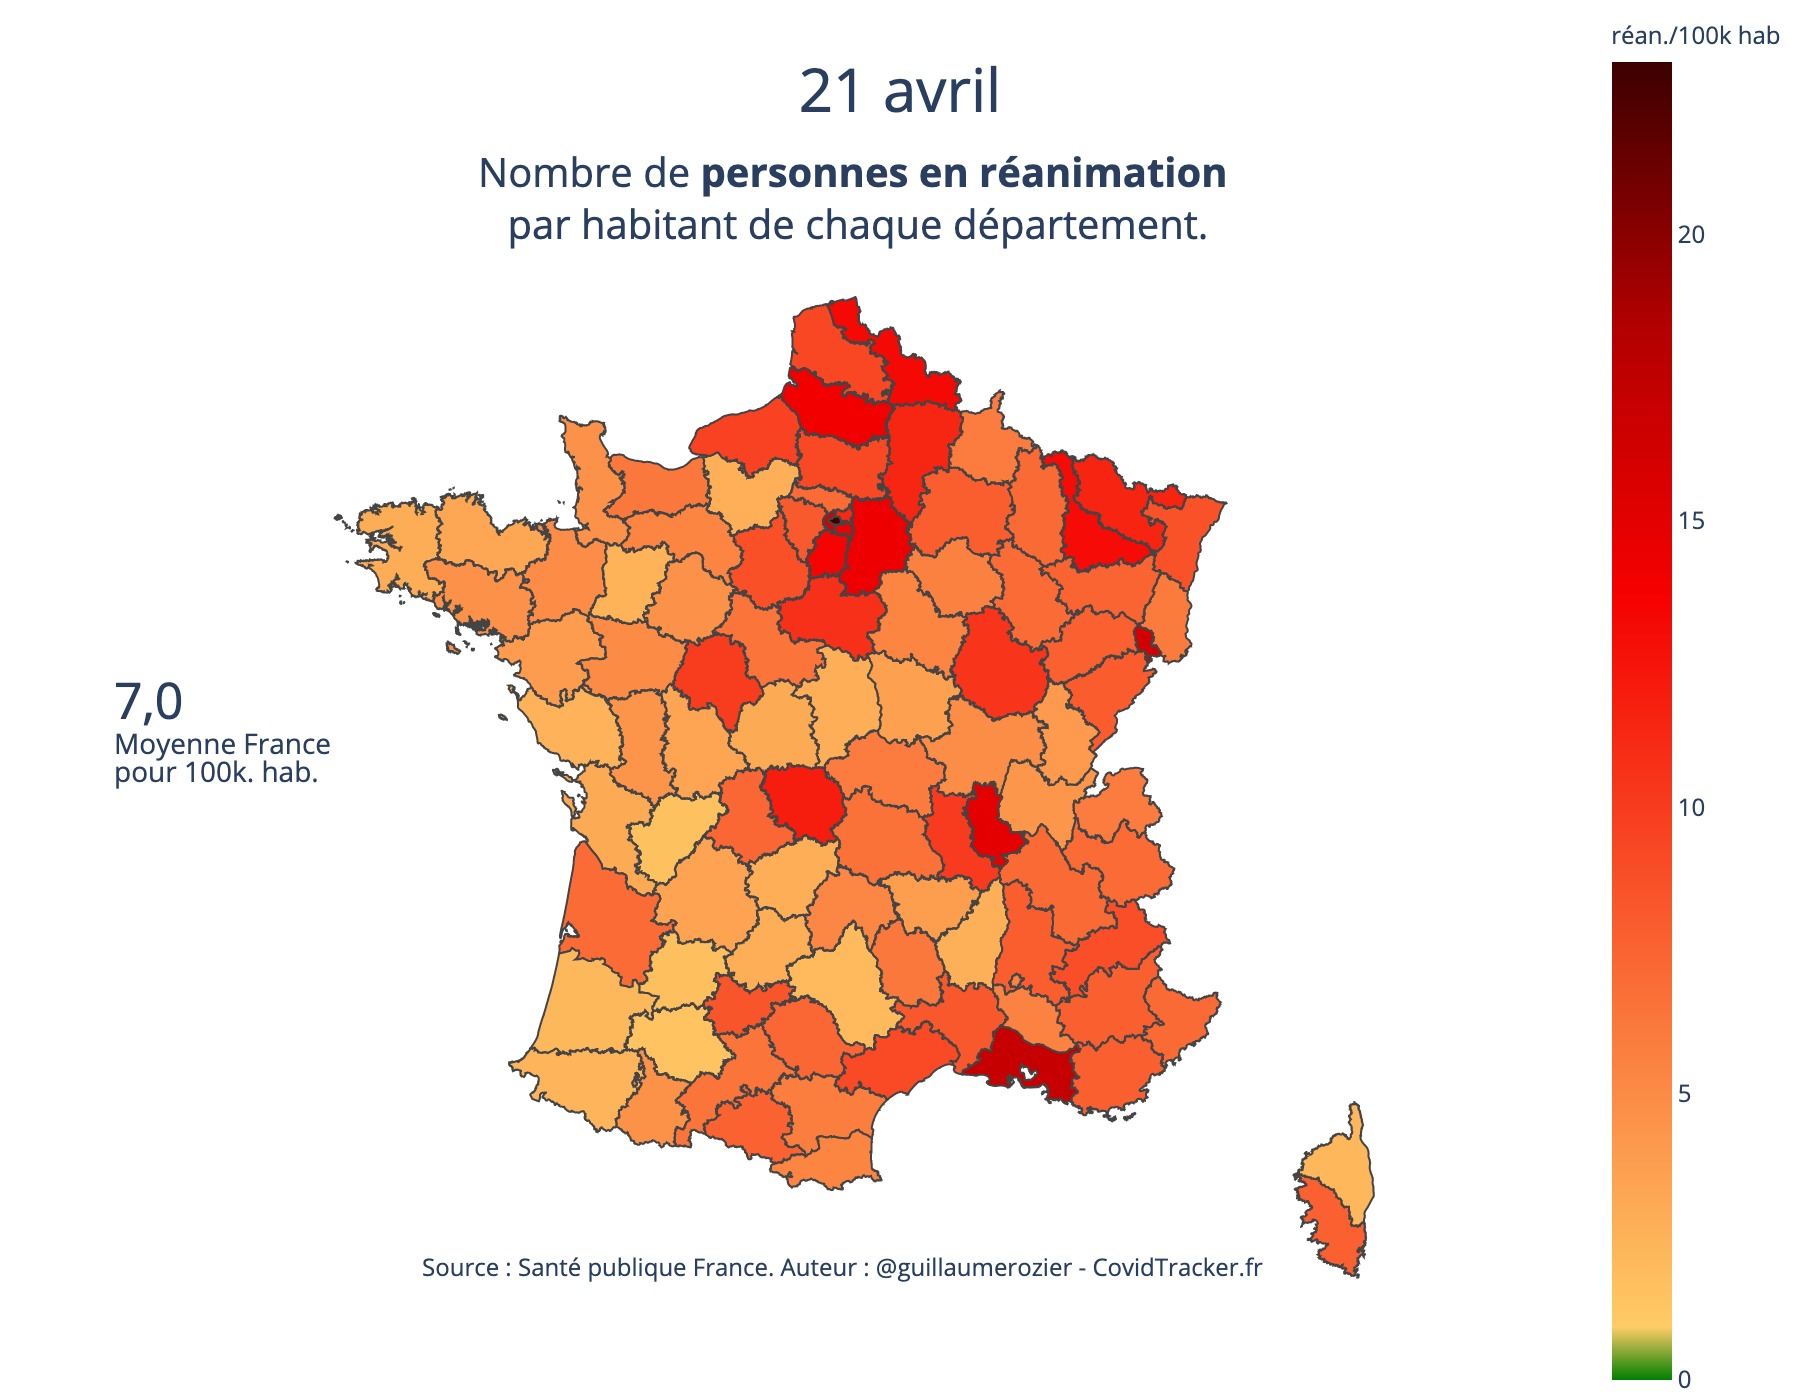 réan./100k hab
21 avril
Nombre de personnes en réanimation
par habitant de chaque département.
20
15
7,0
Moyenne France
pour 100k. hab.
10
5
Source : Santé publique France. Auteur : @guillaumerozier - CovidTracker.fr
0